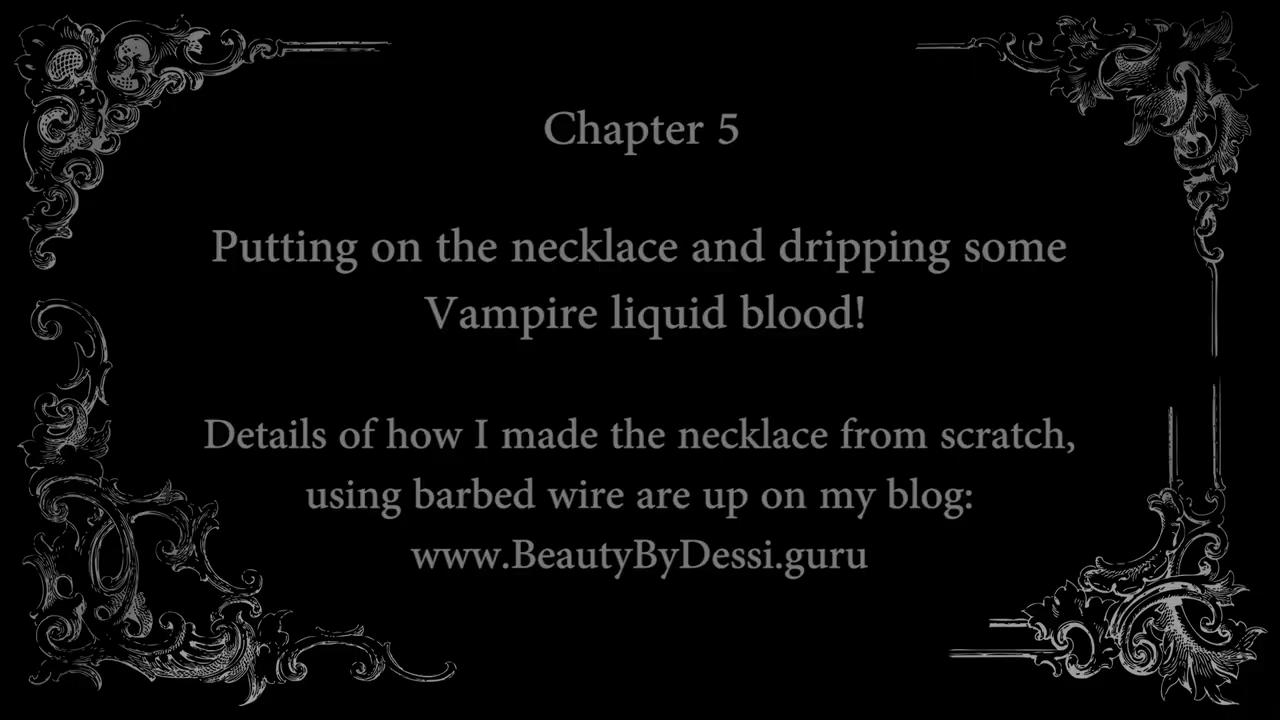 Chapter 5
Putting on the necklace and dripping some
Vampire liquid blood!
Details of how I made the necklace from scratch,
using barbed wire are up on my blog:
www.BeautyByDessi.guru